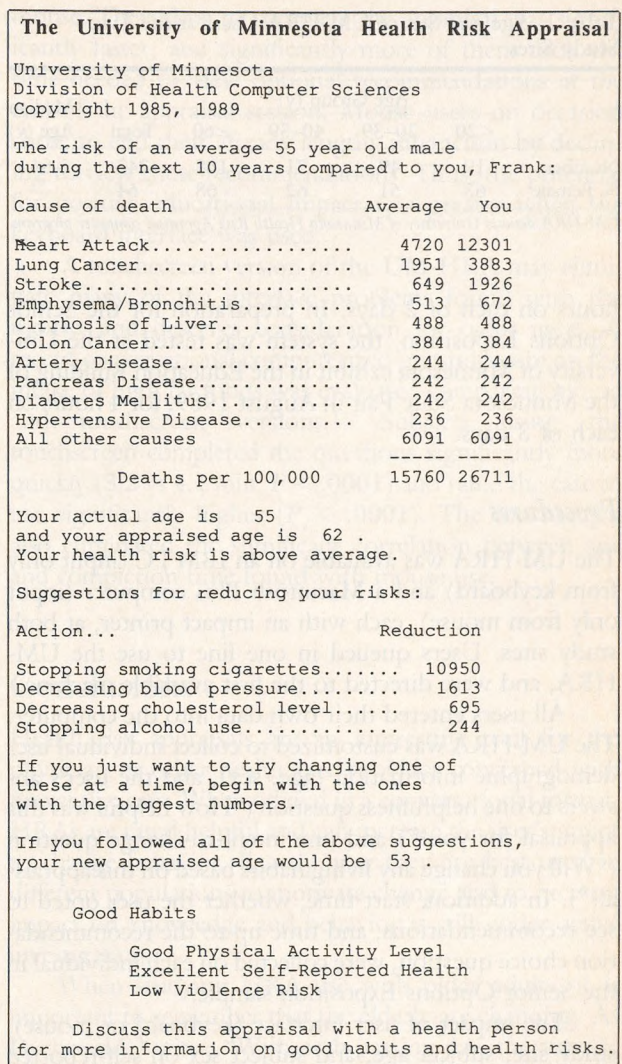 The University of Minnesota Health Risk Appraisal
University of Minnesota
Division of Health Computer Sciences
Copyright 1985, 1989
The risk of an average 55 year old male
during the next 10 years compared to you, Frank:
Cause of death Average You
Heart Attack................. 4720 12301
Lung Cancer.................. 1951 3883
Stroke....................... 649 1926
Emphysema/Bronchitis......... 513 672
Cirrhosis of Liver........... 488 488
Colon Cancer................. 384 384
Artery Disease............... 244 244
Pancreas Disease............. 242 242
Diabetes Mellitus............ 242 242
Hypertensive Disease......... 236 236
All other causes 6091 6091
----- -----
Deaths per 100,000 15760 26711
Your actual age is 55
and your appraised age is 62 .
Your health risk is above average.
Suggestions for reducing your risks:
Action... Reduction
Stopping smoking cigarettes........ 10950
Decreasing blood pressure.......... 1613
Decreasing cholesterol level....... 695
Stopping alcohol use............... 244
If you just want to try changing one of
these at a time, begin with the ones
with the biggest numbers.
If you followed all of the above suggestions,
your new appraised age would be 53 .
Good Habits
Good Physial Activity Level
Excellent Self-Reported Health
Low Violence Risk
Discuss this appraisal with a health person
for more information on good habits and health risks.